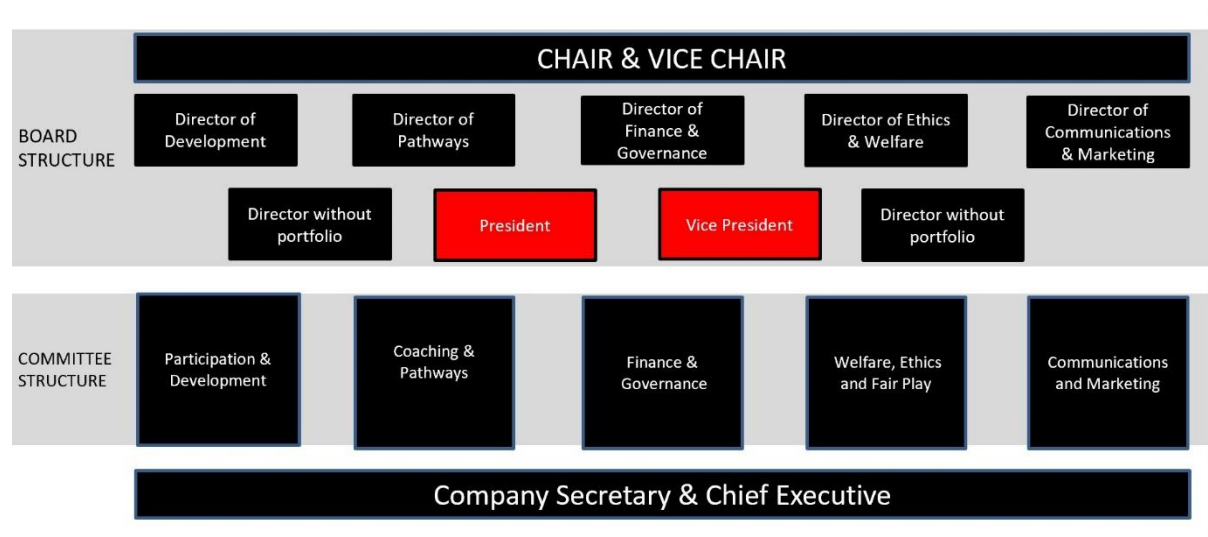 CHAIR & VICE CHAIR
BOARD
STRUCTURE
Director of
Development
Director of
Pathways
Director of
Finance &
Governance
Director of Ethics
& Welfare
Director of
Communications
& Marketing
Director without
portfolio
President
Vice President
Director without
portfolio
COMMITTEE
STRUCTURE
Participation &
Development
Coaching &
Pathways
Finance &
Governance
Welfare, Ethics
and Fair Play
Communications
and Marketing
Company Secretary & Chief Executive